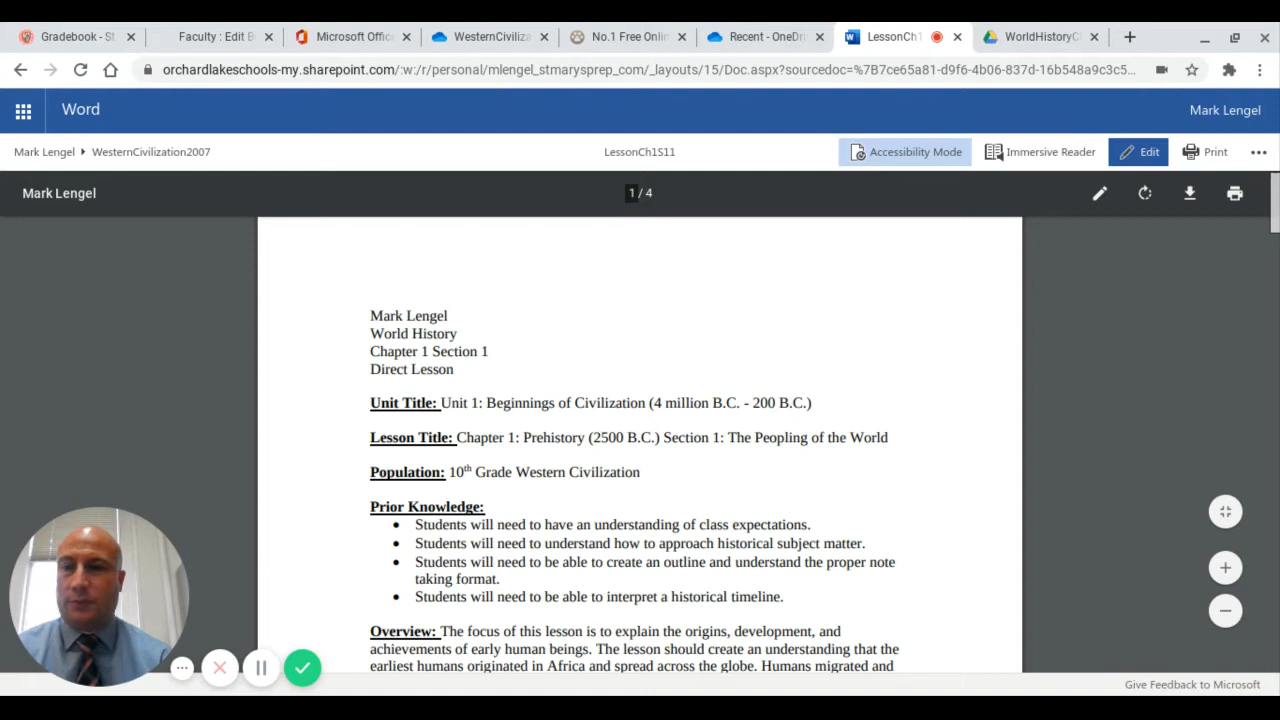 Gradebook - St
Faculty : Edit B
Microsoft Offic
WesternCiviliza
No.1 Free Onlin
Recent - OneDri
LessonCh1
WorldHistoryC
orchardlakeschools-my.sharepoint.com/:w:/r/personal/mlengel_stmarysprep_com/_layouts/15/Doc.aspx?sourcedoc=%7B7ce65a81-d9f6-4b06-837d-16b548a9c3c5...
Word
Mark Lengel
Mark Lengel ▸ WesternCivilization2007
LessonCh1S11
Accessibility Mode
Immersive Reader
Edit
Print
Mark Lengel
1 / 4
Mark Lengel
World History
Chapter 1 Section 1
Direct Lesson
Unit Title: Unit 1: Beginnings of Civilization (4 million B.C. - 200 B.C.)
Lesson Title: Chapter 1: Prehistory (2500 B.C.) Section 1: The Peopling of the World
Population: 10th Grade Western Civilization
Prior Knowledge:
• Students will need to have an understanding of class expectations.
• Students will need to understand how to approach historical subject matter.
• Students will need to be able to create an outline and understand the proper note
taking format.
• Students will need to be able to interpret a historical timeline.
Overview: The focus of this lesson is to explain the origins, development, and
achievements of early human beings. The lesson should create an understanding that the
earliest humans originated in Africa and spread across the globe. Humans migrated and
Give Feedback to Microsoft